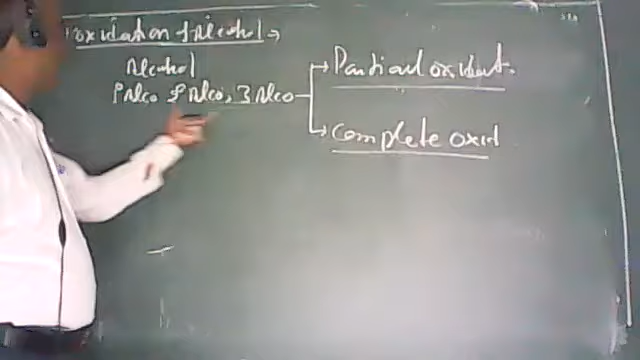 oxidation of Alcohol →
Alcohol
1° Alco 2° Alco, 3 Alco
Partial oxidat.
complete oxid